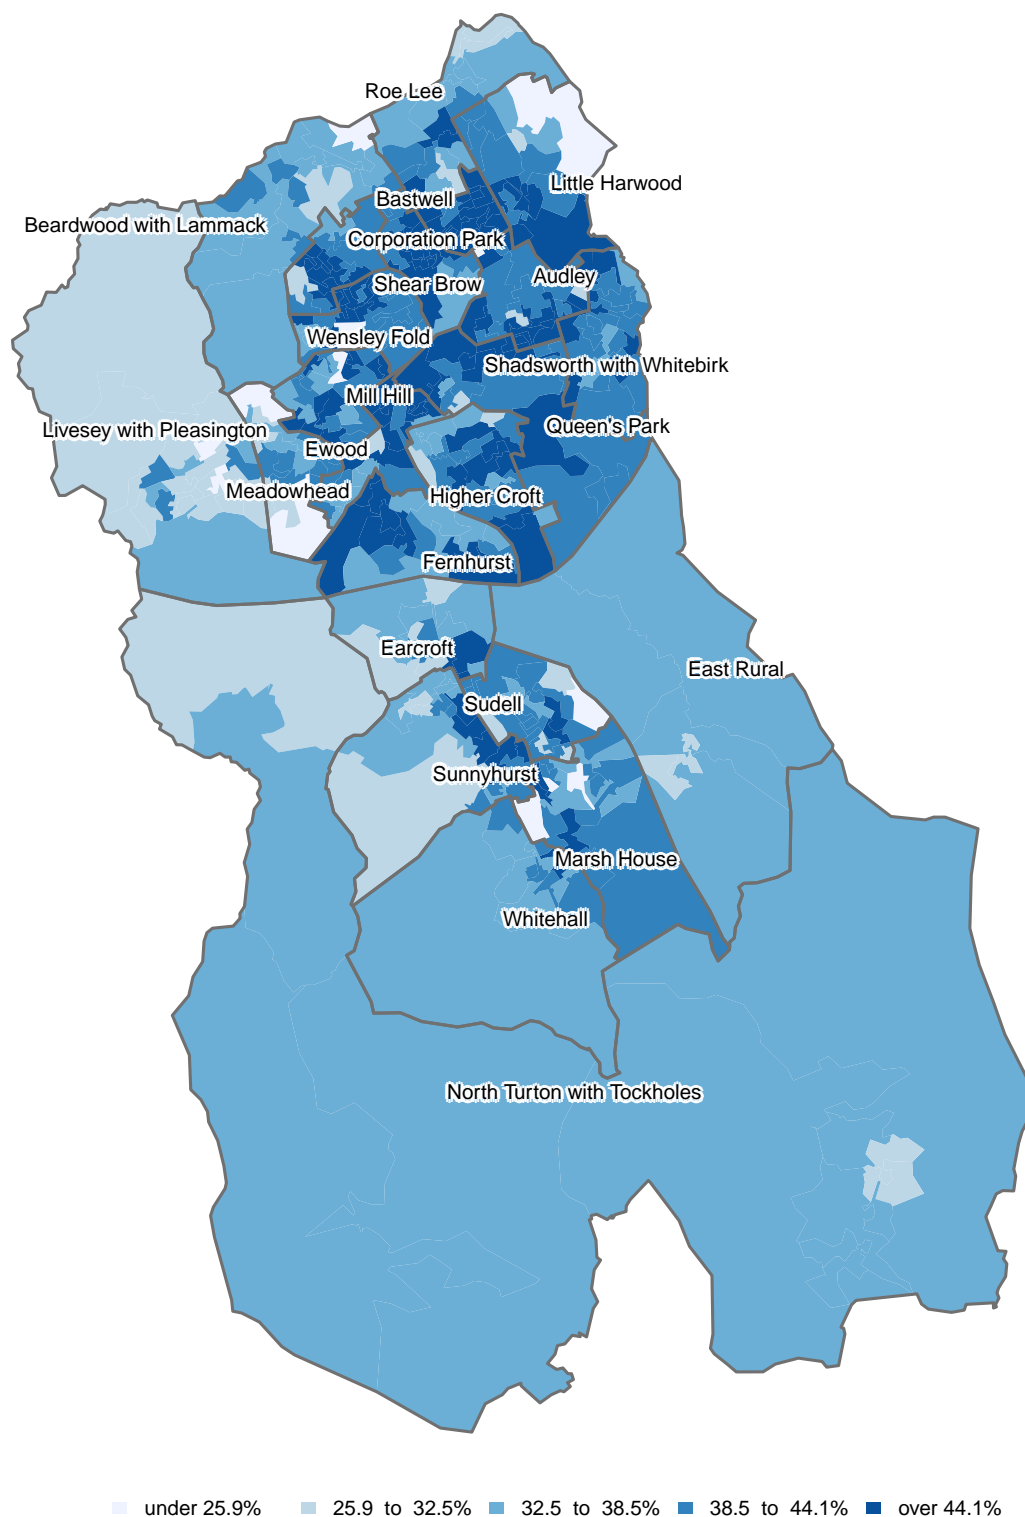 Roe Lee
Little Harwood
Bastwell
Beardwood with Lammack
Corporation Park
Audley
Shear Brow
Wensley Fold
Shadsworth with Whitebirk
Mill Hill
Queen's Park
Livesey with Pleasington
Ewood
Meadowhead
Higher Croft
Fernhurst
Earcroft
East Rural
Sudell
Sunnyhurst
Marsh House
Whitehall
North Turton with Tockholes
under 25.9% 25.9 to 32.5% 32.5 to 38.5% 38.5 to 44.1% over 44.1%